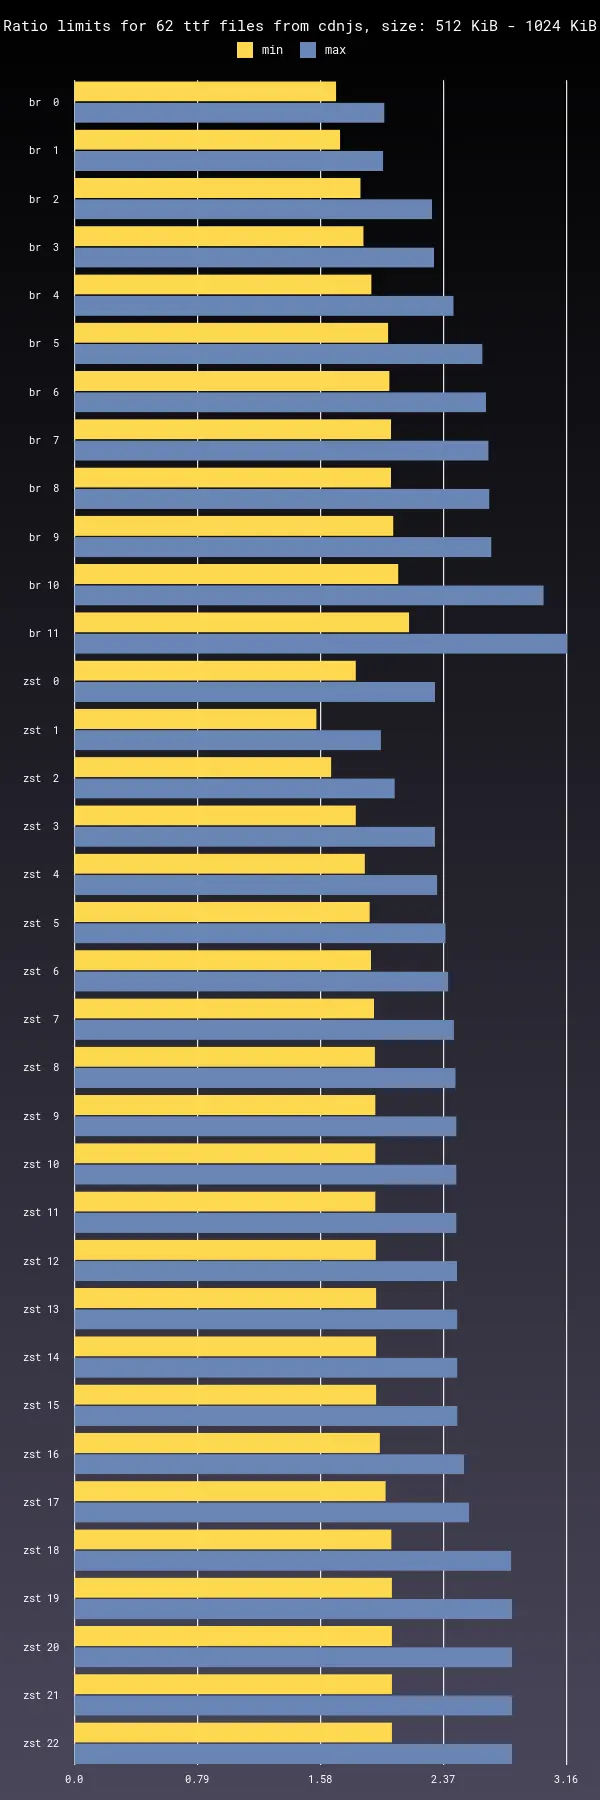 Ratio limits for 62 ttf files from cdnjs, size: 512 KiB - 1024 KiB
min max
br 0
br 1
br 2
br 3
br 4
br 5
br 6
br 7
br 8
br 9
br 10
br 11
zst 0
zst 1
zst 2
zst 3
zst 4
zst 5
zst 6
zst 7
zst 8
zst 9
zst 10
zst 11
zst 12
zst 13
zst 14
zst 15
zst 16
zst 17
zst 18
zst 19
zst 20
zst 21
zst 22
0.0 0.79 1.58 2.37 3.16